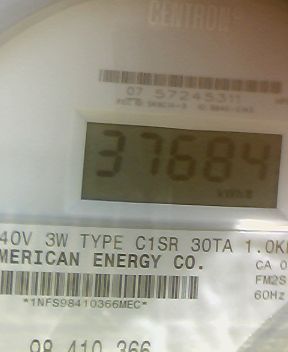 CENTRON
07 57245311
37684
kWh
40V 3W TYPE C1SR 30TA 1.0K
MERICAN ENERGY CO.
CA 0
FM2S
60Hz
*1NFS98410366MEC*
98 410 366